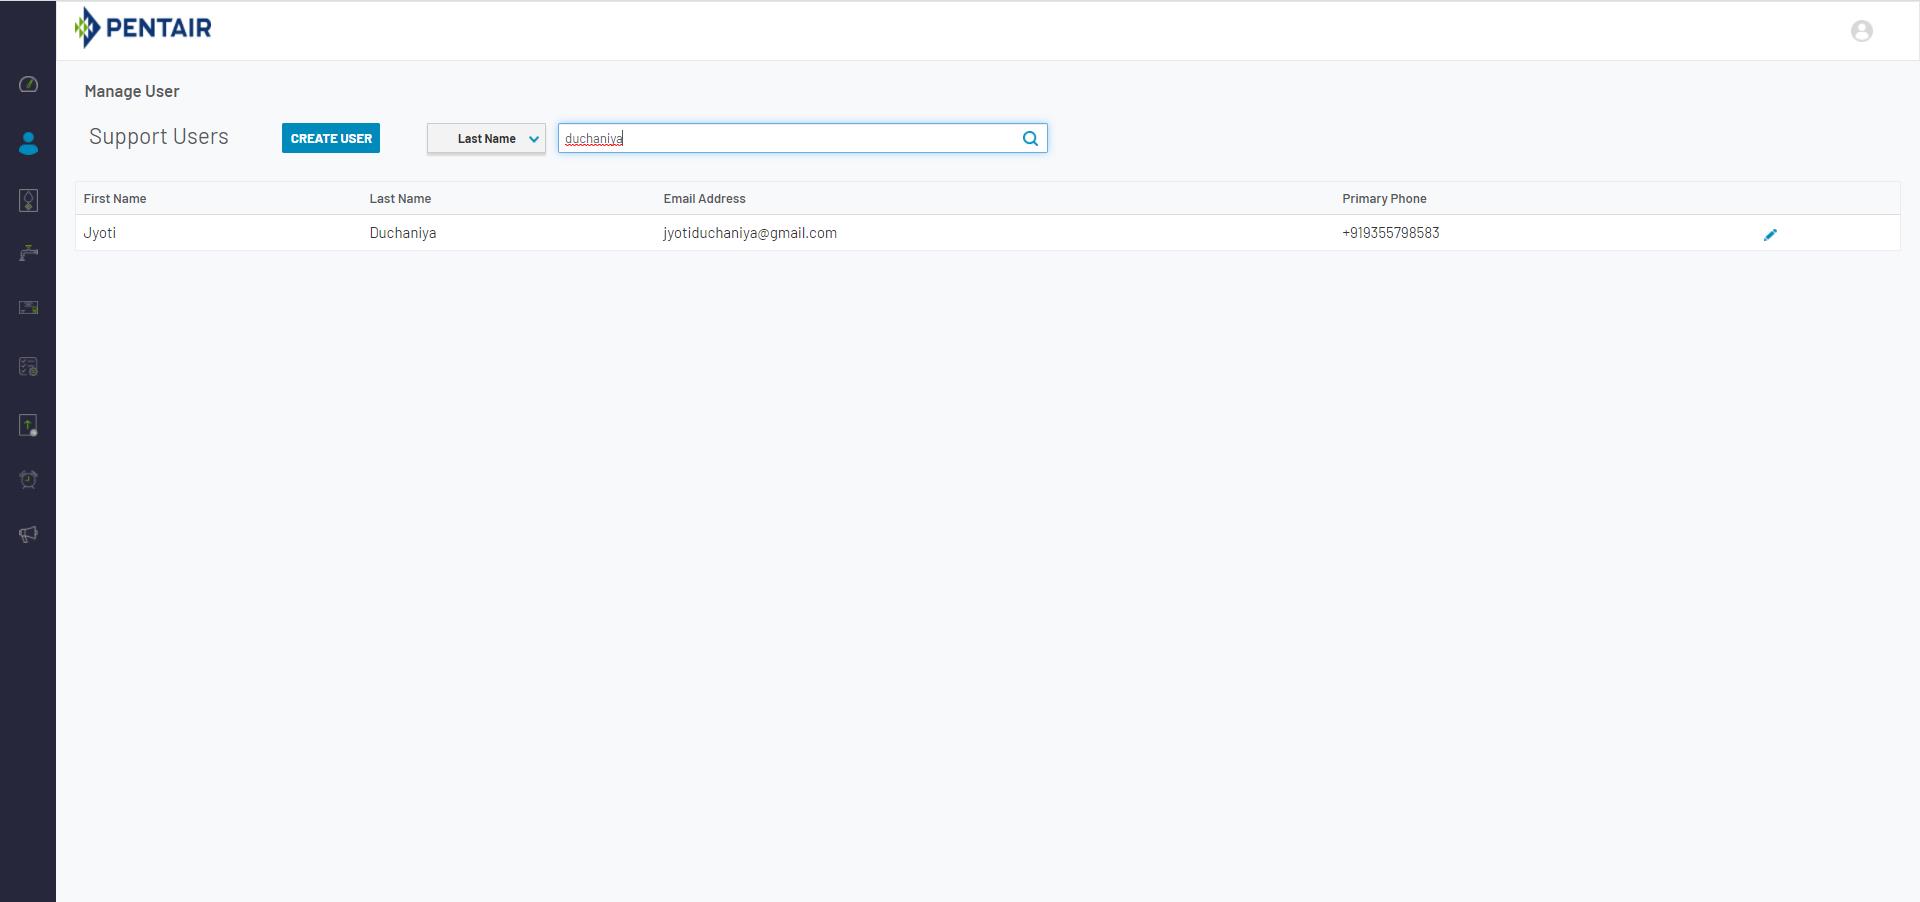 PENTAIR
Manage User
Support Users
CREATE USER
Last Name
duchaniya
First Name Last Name Email Address Primary Phone
Jyoti Duchaniya jyotiduchaniya@gmail.com +919355798583